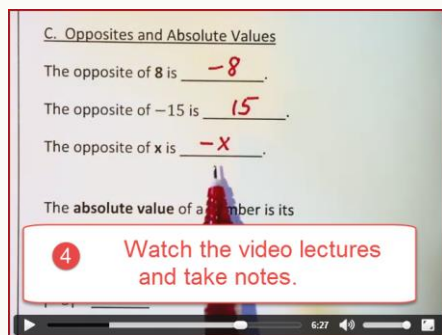 C. Opposites and Absolute Values
The opposite of 8 is -8.
The opposite of −15 is 15.
The opposite of x is -x.
The absolute value of a number is its
4 Watch the video lectures
and take notes.
6:27